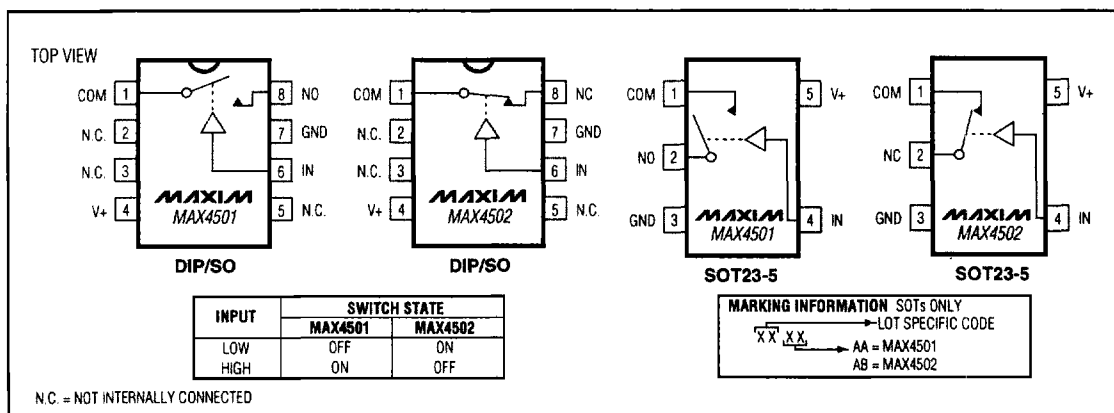 TOP VIEW
COM 1
8 NO
N.C. 2
7 GND
N.C. 3
6 IN
V+ 4
5 N.C.
MAXIM
MAX4501
DIP/SO
COM 1
8 NC
N.C. 2
7 GND
N.C. 3
6 IN
V+ 4
5 N.C.
MAXIM
MAX4502
DIP/SO
COM 1
5 V+
NO 2
GND 3
4 IN
MAXIM
MAX4501
SOT23-5
COM 1
5 V+
NC 2
GND 3
4 IN
MAXIM
MAX4502
SOT23-5
INPUT SWITCH STATE
MAX4501 MAX4502
LOW OFF ON
HIGH ON OFF
MARKING INFORMATION SOTs ONLY
LOT SPECIFIC CODE
XX XX
AA = MAX4501
AB = MAX4502
N.C. = NOT INTERNALLY CONNECTED